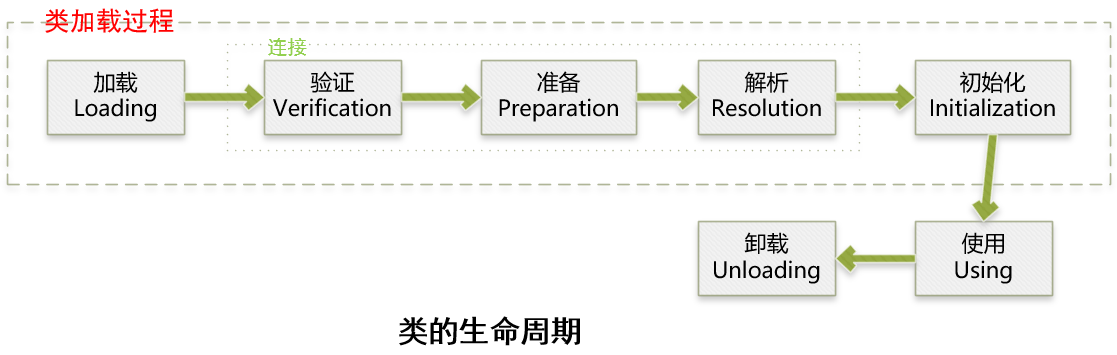 类加载过程
连接
加载
Loading
验证
Verification
准备
Preparation
解析
Resolution
初始化
Initialization
使用
Using
卸载
Unloading
类的生命周期